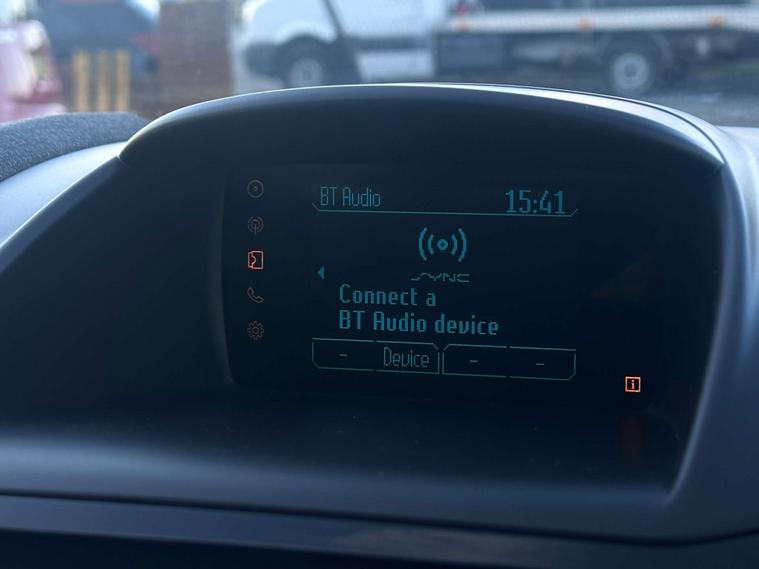 BT Audio 15:41
SYNC
Connect a
BT Audio device
- Device - -
i